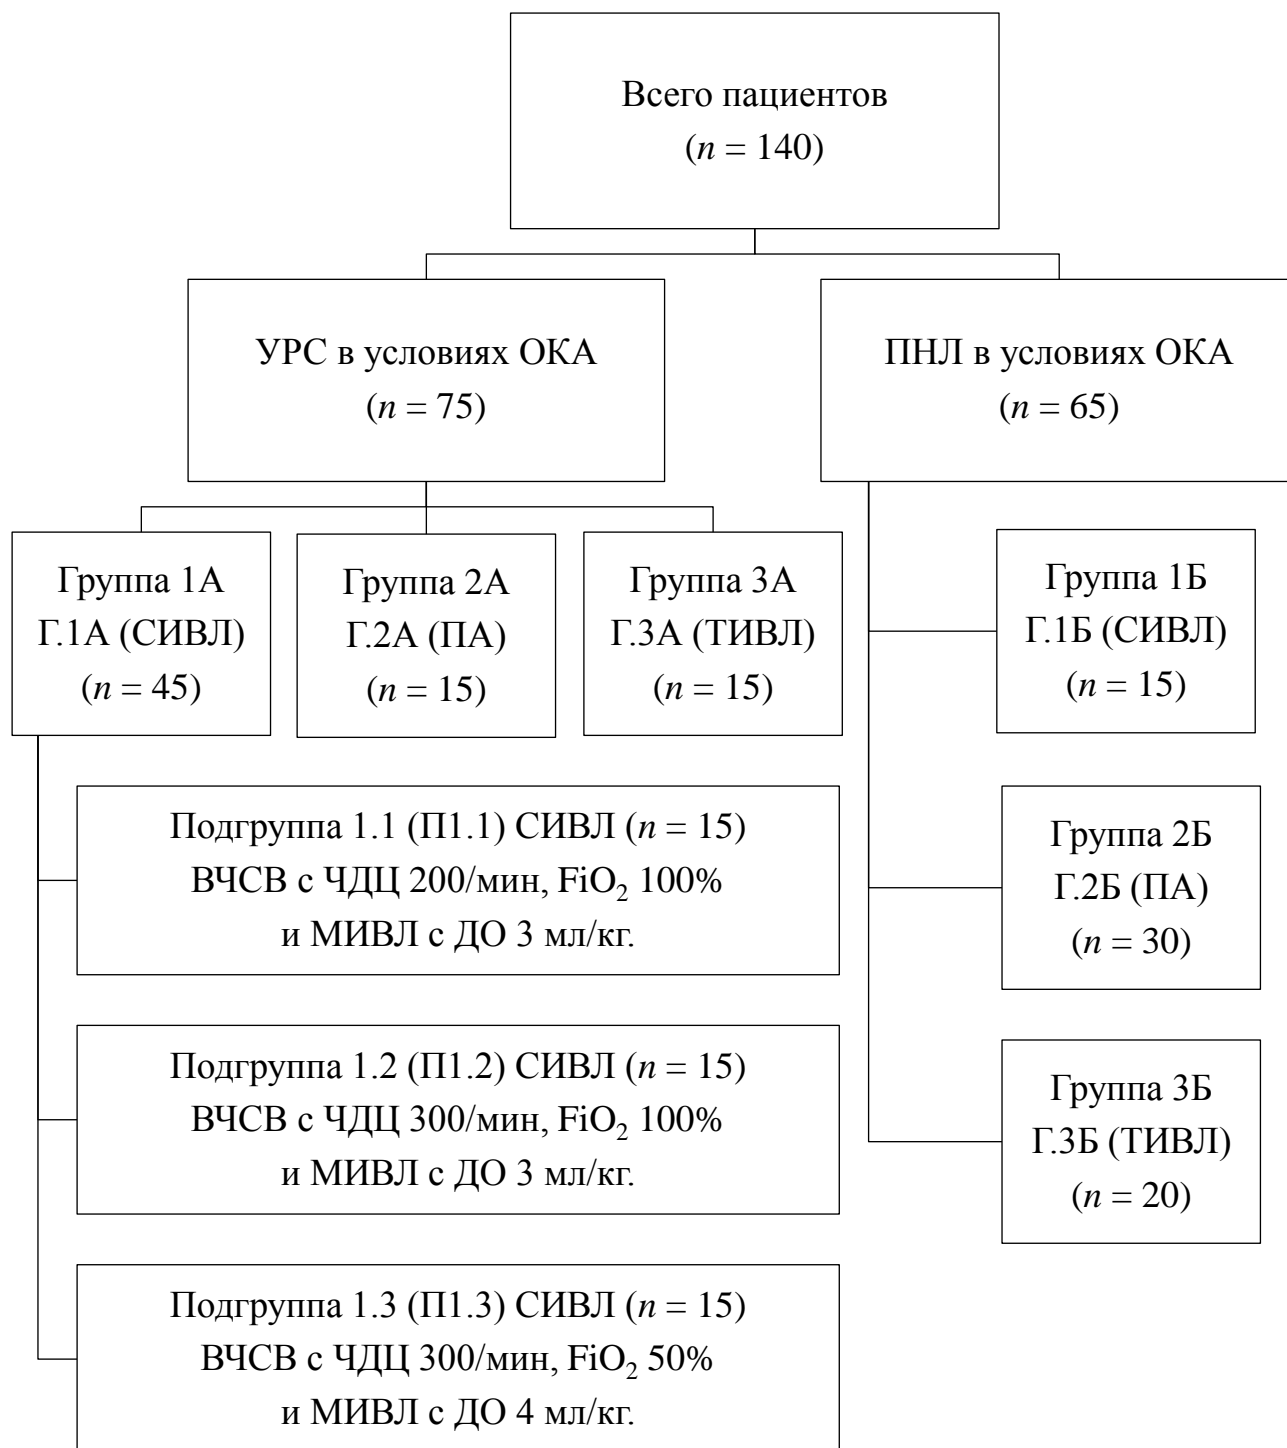 Всего пациентов
(n = 140)
УРС в условиях ОКА
(n = 75)
ПНЛ в условиях ОКА
(n = 65)
Группа 1А
Г.1А (СИВЛ)
(n = 45)
Группа 2А
Г.2А (ПА)
(n = 15)
Группа 3А
Г.3А (ТИВЛ)
(n = 15)
Подгруппа 1.1 (П1.1) СИВЛ (n = 15)
ВЧСВ с ЧДЦ 200/мин, FiO₂ 100%
и МИВЛ с ДО 3 мл/кг.
Подгруппа 1.2 (П1.2) СИВЛ (n = 15)
ВЧСВ с ЧДЦ 300/мин, FiO₂ 100%
и МИВЛ с ДО 3 мл/кг.
Подгруппа 1.3 (П1.3) СИВЛ (n = 15)
ВЧСВ с ЧДЦ 300/мин, FiO₂ 50%
и МИВЛ с ДО 4 мл/кг.
Группа 1Б
Г.1Б (СИВЛ)
(n = 15)
Группа 2Б
Г.2Б (ПА)
(n = 30)
Группа 3Б
Г.3Б (ТИВЛ)
(n = 20)